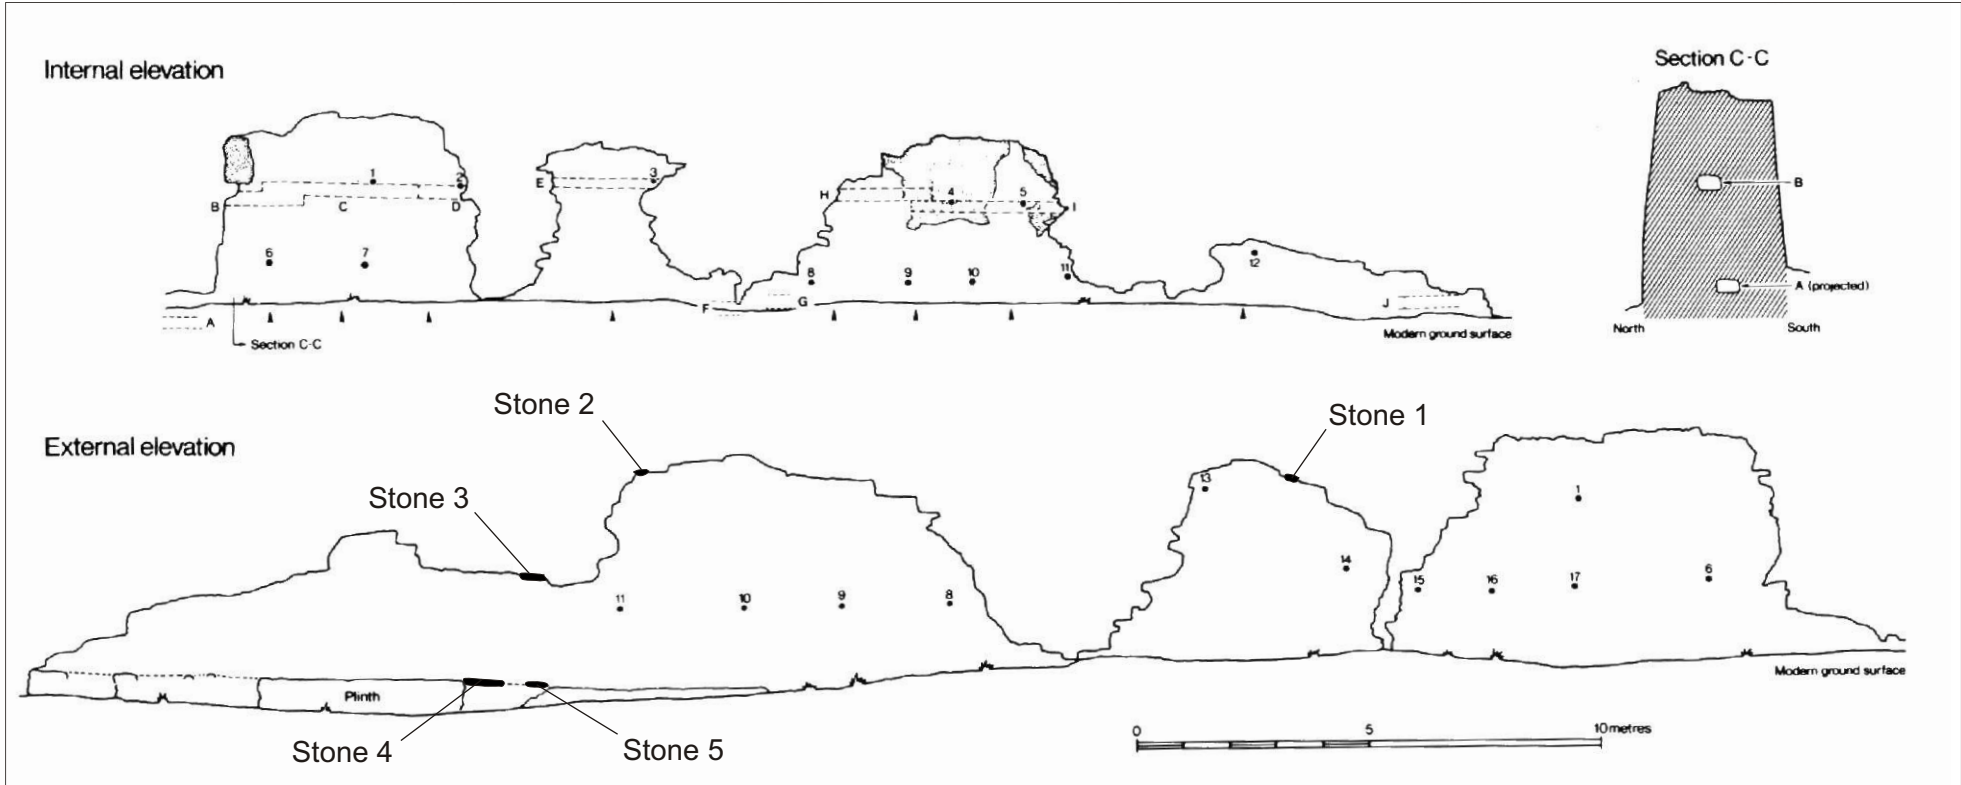 Internal elevation
Section C-C
1
2
3
4
5
6
7
8
9
10
11
12
A
B
C
D
E
F
G
H
I
J
Section C-C
Modern ground surface
B
A (projected)
North
South
External elevation
Stone 1
Stone 2
Stone 3
13
14
1
15
16
17
6
11
10
9
8
Plinth
Stone 4
Stone 5
Modern ground surface
0
5
10 metres